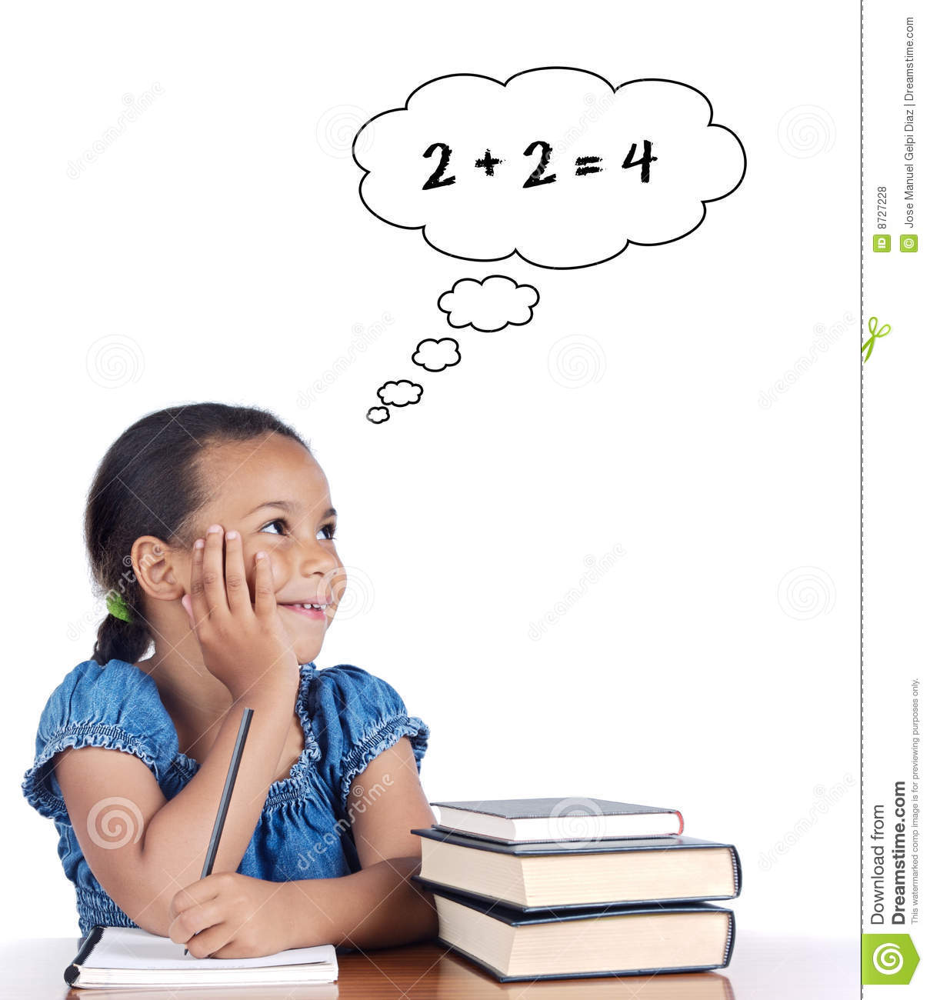 2 + 2 = 4
dreamstime
Download from
Dreamstime.com
This watermarked comp image is for previewing purposes only.
ID 8727228
© Jose Manuel Gelpi Diaz | Dreamstime.com